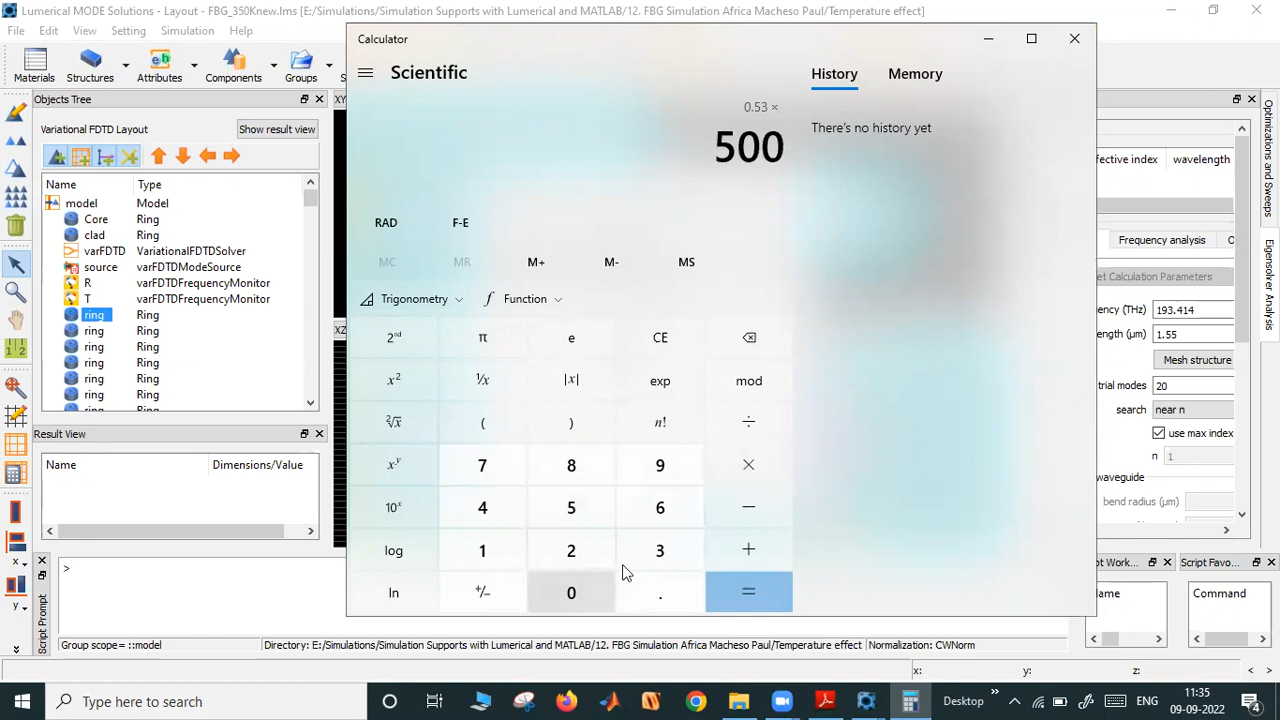 Lumerical MODE Solutions - Layout - FBG_350Knew.lms [E:/Simulations/Simulation Supports with Lumerical and MATLAB/12. FBG Simulation Africa Macheso Paul/Temperature effect]
File Edit View Setting Simulation Help
Materials Structures Attributes Components Groups
Objects Tree
Variational FDTD Layout Show result view
Name Type
model Model
Core Ring
clad Ring
varFDTD VariationalFDTDSolver
source varFDTDModeSource
R varFDTDFrequencyMonitor
T varFDTDFrequencyMonitor
ring Ring
ring Ring
ring Ring
ring Ring
ring Ring
ring Ring
Result View
Name Dimensions/Value
XY
XZ
Calculator
Scientific
0.53 ×
500
History Memory
There's no history yet
RAD F-E
MC MR M+ M- MS
Trigonometry f Function
2nd π e CE
x² ¹/x |x| exp mod
²√x ( ) n! ÷
xʸ 7 8 9 ×
10ˣ 4 5 6 −
log 1 2 3 +
ln +/− 0 . =
ffective index wavelength
Frequency analysis
et Calculation Parameters
uency (THz) 193.414
length (µm) 1.55
Mesh structure
trial modes 20
search near n
use max index
n 1
waveguide
bend radius (µm)
Optimizations and Sweeps
Eigensolver Analysis
Script Prompt
>
ript Work... Script Favo...
Name Command
Group scope= ::model Directory: E:/Simulations/Simulation Supports with Lumerical and MATLAB/12. FBG Simulation Africa Macheso Paul/Temperature effect Normalization: CWNorm
x: y: z:
Type here to search
Desktop
ENG
11:35
09-09-2022
4